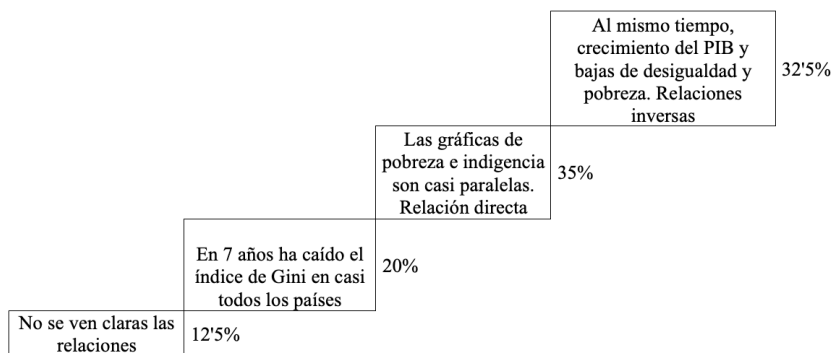 Al mismo tiempo,
crecimiento del PIB y
bajas de desigualdad y
pobreza. Relaciones
inversas
32'5%
Las gráficas de
pobreza e indigencia
son casi paralelas.
Relación directa
35%
En 7 años ha caído el
índice de Gini en casi
todos los países
20%
No se ven claras las
relaciones
12'5%